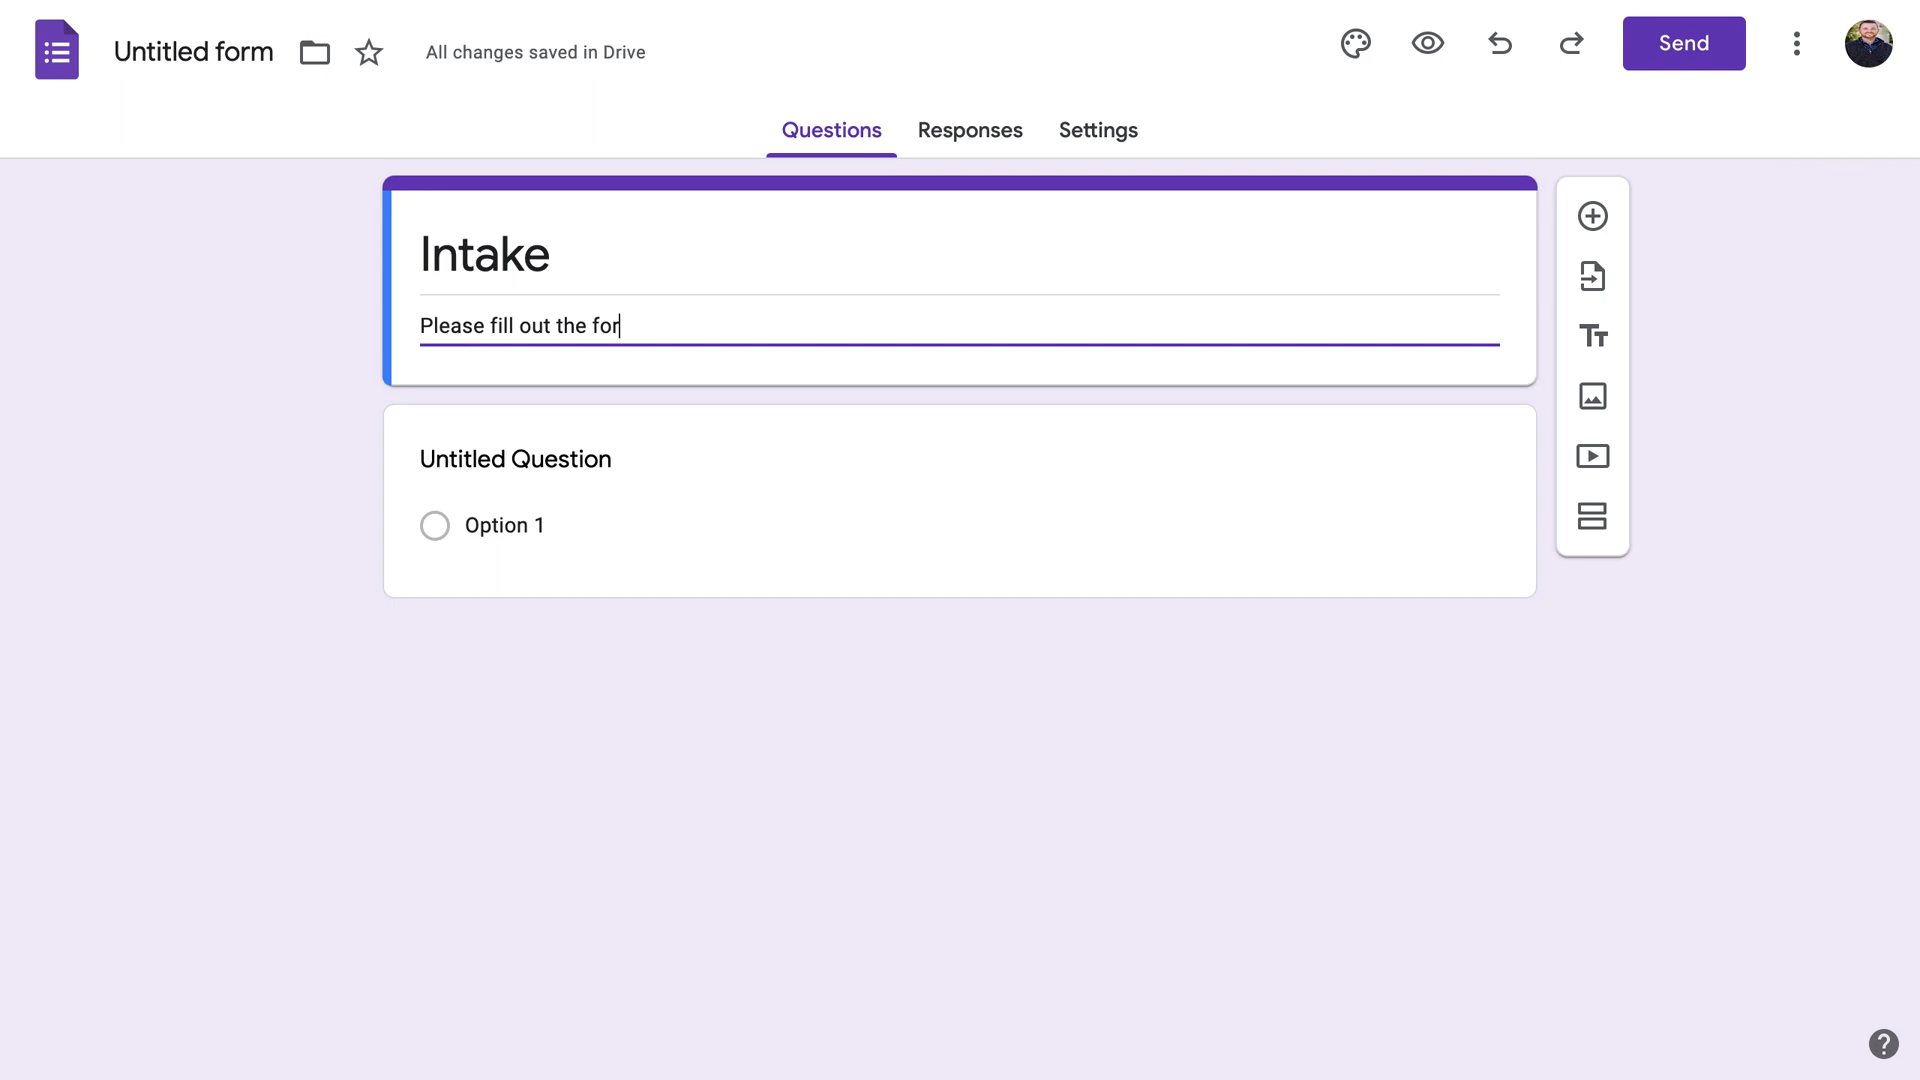 Untitled form
All changes saved in Drive
Send
Questions
Responses
Settings
Intake
Please fill out the for
Untitled Question
Option 1